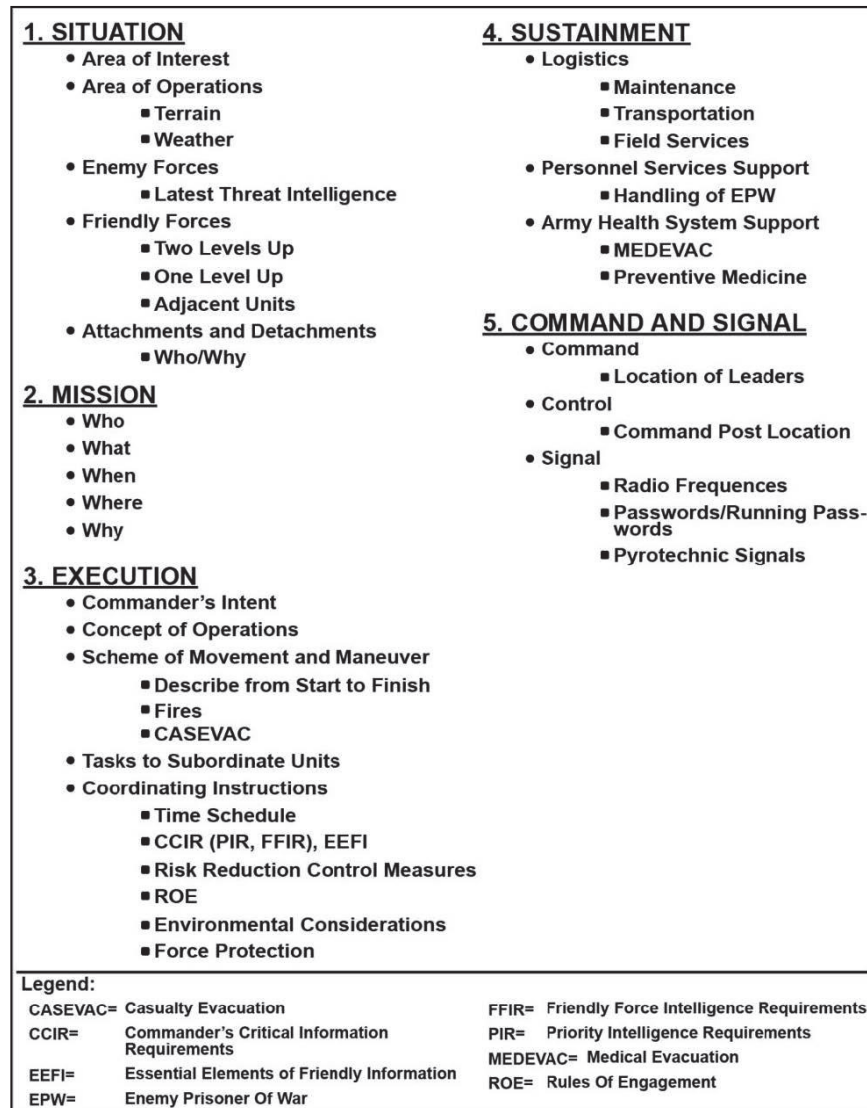 1. SITUATION
• Area of Interest
• Area of Operations
▪ Terrain
▪ Weather
• Enemy Forces
▪ Latest Threat Intelligence
• Friendly Forces
▪ Two Levels Up
▪ One Level Up
▪ Adjacent Units
• Attachments and Detachments
▪ Who/Why
2. MISSION
• Who
• What
• When
• Where
• Why
3. EXECUTION
• Commander's Intent
• Concept of Operations
• Scheme of Movement and Maneuver
▪ Describe from Start to Finish
▪ Fires
▪ CASEVAC
• Tasks to Subordinate Units
• Coordinating Instructions
▪ Time Schedule
▪ CCIR (PIR, FFIR), EEFI
▪ Risk Reduction Control Measures
▪ ROE
▪ Environmental Considerations
▪ Force Protection
4. SUSTAINMENT
• Logistics
▪ Maintenance
▪ Transportation
▪ Field Services
• Personnel Services Support
▪ Handling of EPW
• Army Health System Support
▪ MEDEVAC
▪ Preventive Medicine
5. COMMAND AND SIGNAL
• Command
▪ Location of Leaders
• Control
▪ Command Post Location
• Signal
▪ Radio Frequences
▪ Passwords/Running Pass-
words
▪ Pyrotechnic Signals
Legend:
CASEVAC= Casualty Evacuation
CCIR= Commander's Critical Information
Requirements
EEFI= Essential Elements of Friendly Information
EPW= Enemy Prisoner Of War
FFIR= Friendly Force Intelligence Requirements
PIR= Priority Intelligence Requirements
MEDEVAC= Medical Evacuation
ROE= Rules Of Engagement